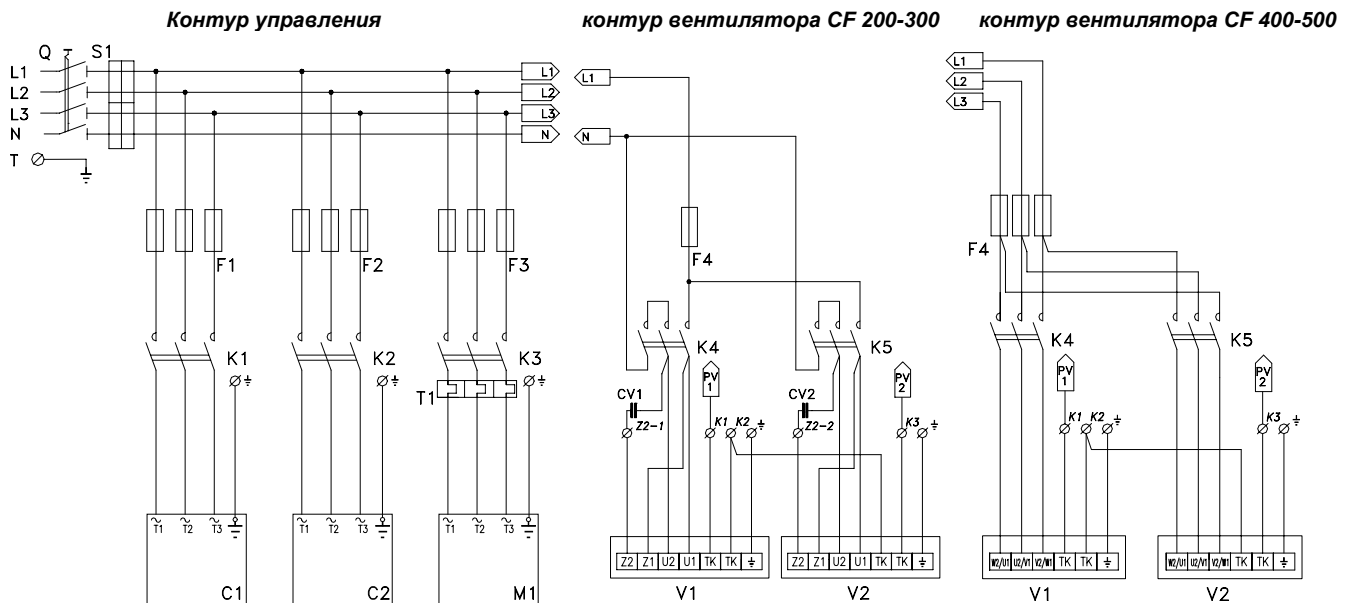 Контур управления
контур вентилятора CF 200-300
контур вентилятора CF 400-500
Q S1
L1
L2
L3
N
T
L1
L2
L3
N
F1
F2
F3
K1
K2
K3
T1
T1 T2 T3
C1
T1 T2 T3
C2
T1 T2 T3
M1
L1
N
F4
K4
K5
PV
1
PV
2
CV1
CV2
Z2-1
K1 K2
Z2-2
K3
Z2 Z1 U2 U1 TK TK
V1
Z2 Z1 U2 U1 TK TK
V2
L1
L2
L3
F4
K4
K5
PV
1
PV
2
K1 K2
K3
W2/U1 U2/V1 V2/W1 TK TK
V1
W2/U1 U2/V1 V2/W1 TK TK
V2